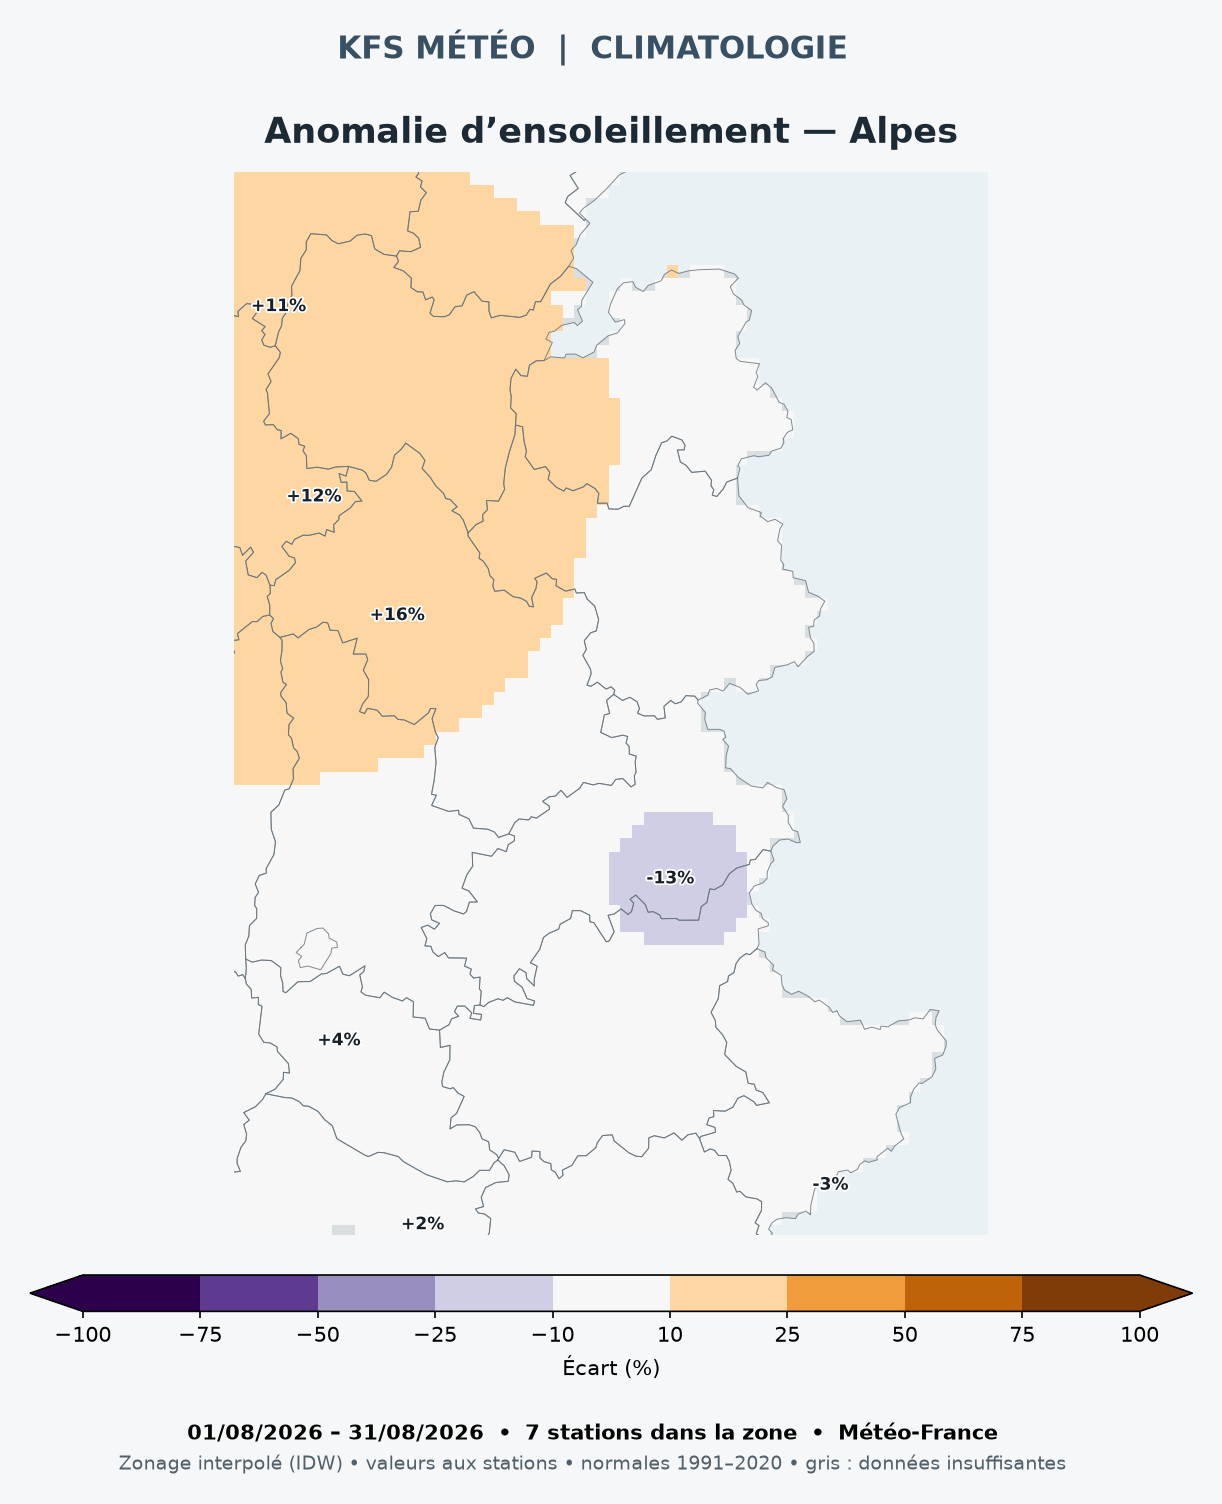 KFS MÉTÉO | CLIMATOLOGIE
Anomalie d’ensoleillement — Alpes
+11%
+12%
+16%
-13%
+4%
-3%
+2%
−100 −75 −50 −25 −10 10 25 50 75 100
Écart (%)
01/08/2026 – 31/08/2026 • 7 stations dans la zone • Météo-France
Zonage interpolé (IDW) • valeurs aux stations • normales 1991–2020 • gris : données insuffisantes